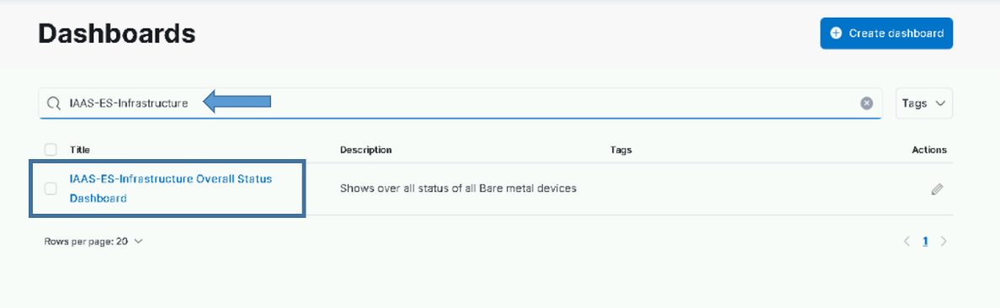 Dashboards
Create dashboard
IAAS-ES-Infrastructure
Tags
Title Description Tags Actions
IAAS-ES-Infrastructure Overall Status
Dashboard
Shows over all status of all Bare metal devices
Rows per page: 20
1